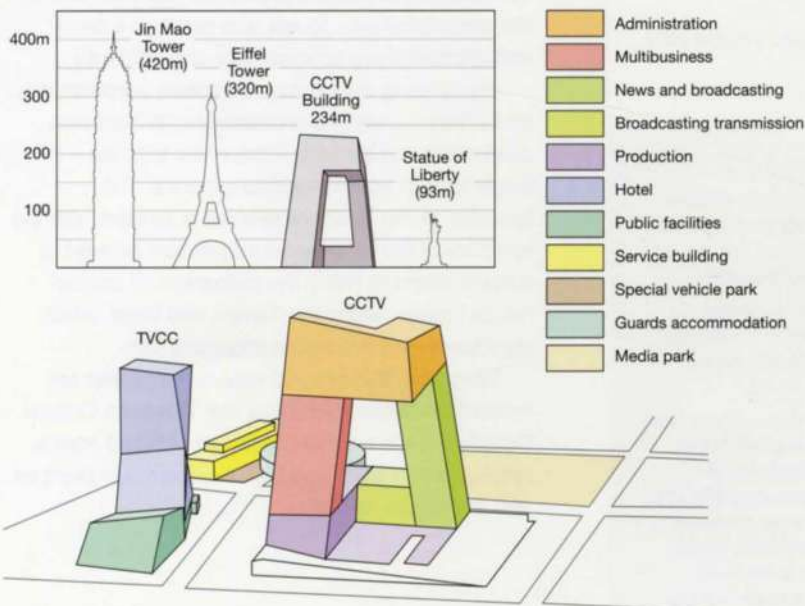 400m
300
200
100
Jin Mao
Tower
(420m)
Eiffel
Tower
(320m)
CCTV
Building
234m
Statue of
Liberty
(93m)
Administration
Multibusiness
News and broadcasting
Broadcasting transmission
Production
Hotel
Public facilities
Service building
Special vehicle park
Guards accommodation
Media park
TVCC
CCTV